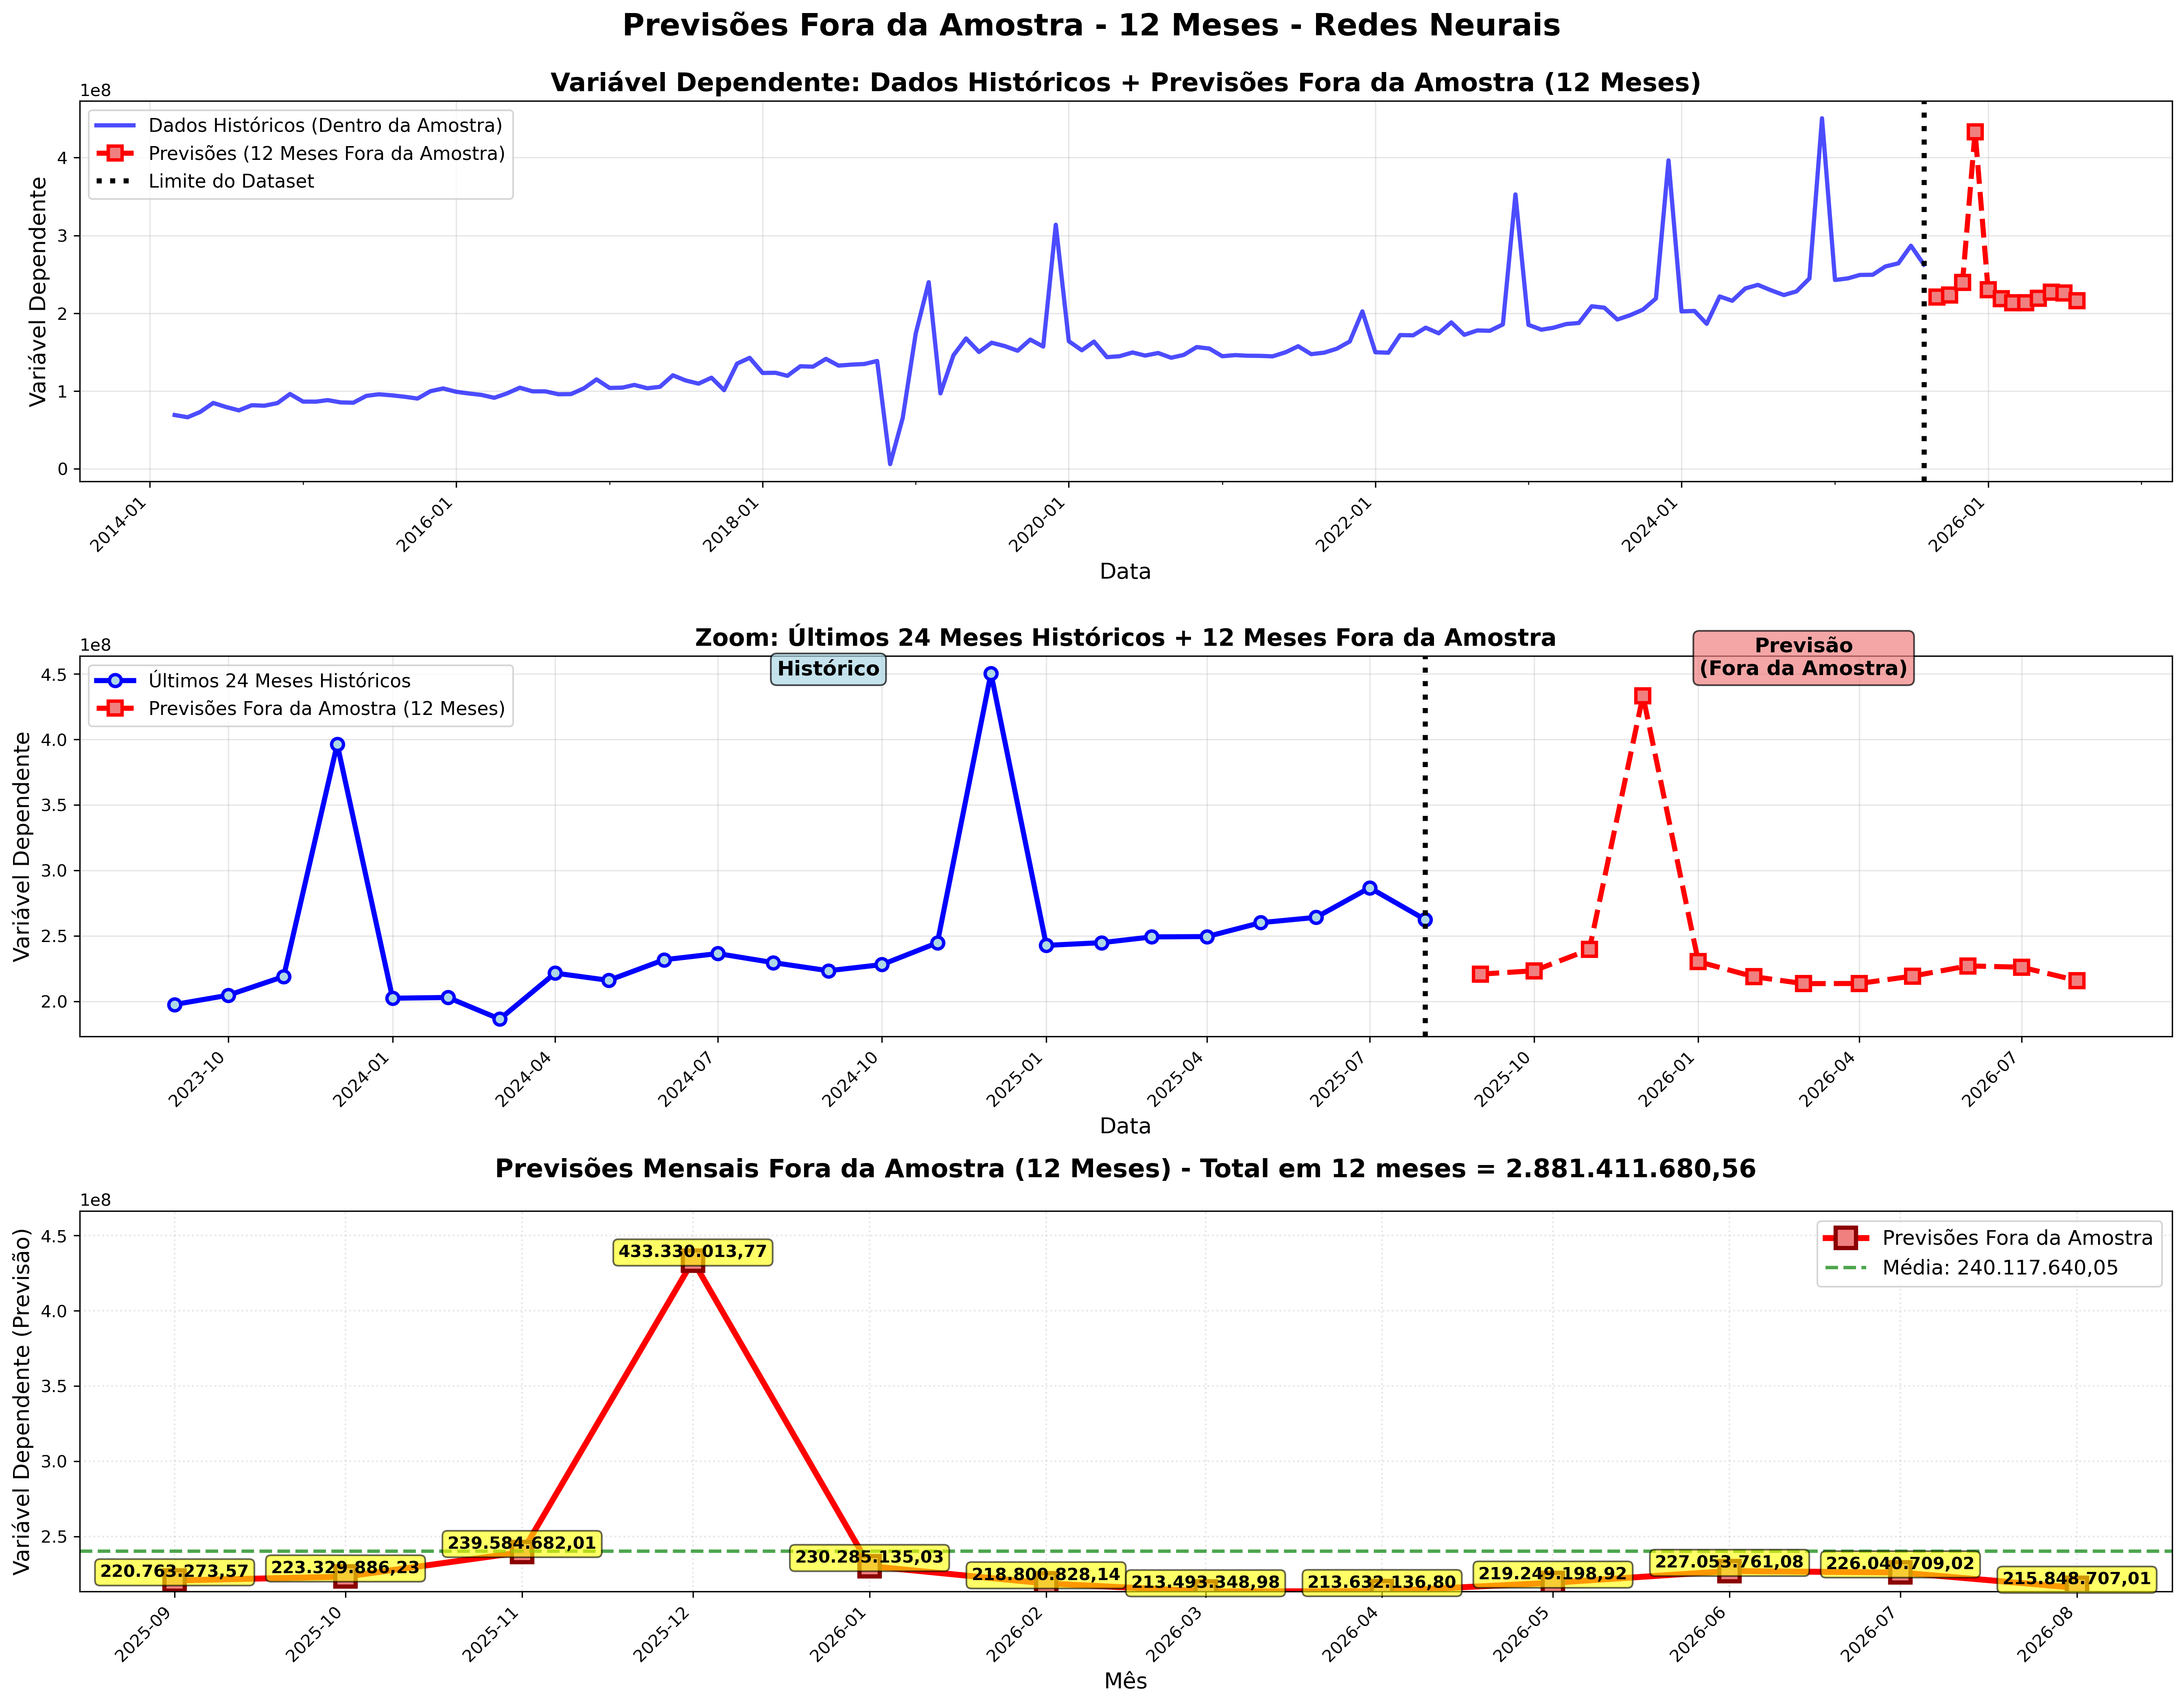 Previsões Fora da Amostra - 12 Meses - Redes Neurais
Variável Dependente: Dados Históricos + Previsões Fora da Amostra (12 Meses)
1e8
Dados Históricos (Dentro da Amostra)
Previsões (12 Meses Fora da Amostra)
Limite do Dataset
Variável Dependente
4
3
2
1
0
2014-01
2016-01
2018-01
2020-01
2022-01
2024-01
2026-01
Data
Zoom: Últimos 24 Meses Históricos + 12 Meses Fora da Amostra
1e8
Últimos 24 Meses Históricos
Previsões Fora da Amostra (12 Meses)
Histórico
Previsão
(Fora da Amostra)
Variável Dependente
4.5
4.0
3.5
3.0
2.5
2.0
2023-10
2024-01
2024-04
2024-07
2024-10
2025-01
2025-04
2025-07
2025-10
2026-01
2026-04
2026-07
Data
Previsões Mensais Fora da Amostra (12 Meses) - Total em 12 meses = 2.881.411.680,56
1e8
Previsões Fora da Amostra
Média: 240.117.640,05
Variável Dependente (Previsão)
4.5
4.0
3.5
3.0
2.5
220.763.273,57
223.329.886,23
239.584.682,01
433.330.013,77
230.285.135,03
218.800.828,14
213.493.348,98
213.632.136,80
219.249.198,92
227.053.761,08
226.040.709,02
215.848.707,01
2025-09
2025-10
2025-11
2025-12
2026-01
2026-02
2026-03
2026-04
2026-05
2026-06
2026-07
2026-08
Mês